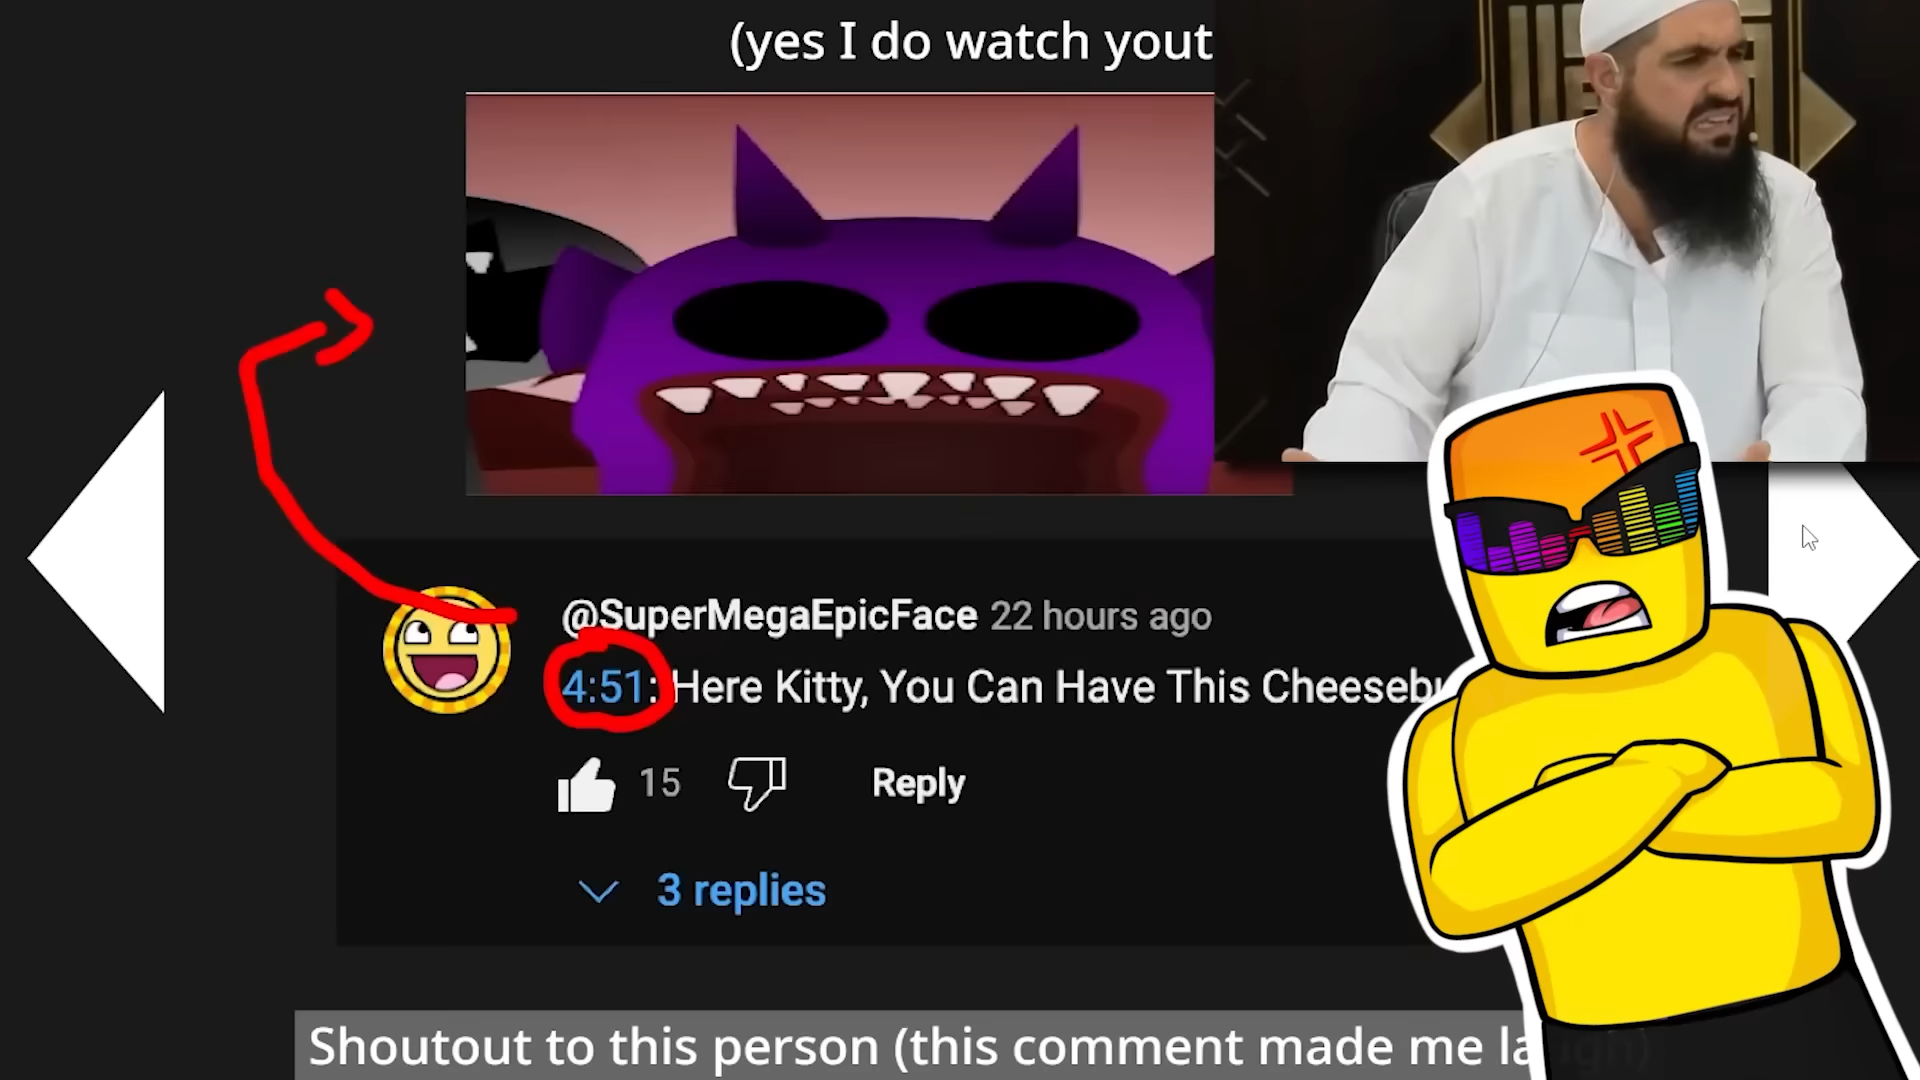 (yes I do watch yout
@SuperMegaEpicFace 22 hours ago
4:51: Here Kitty, You Can Have This Cheeseb
15 Reply
3 replies
Shoutout to this person (this comment made me laugh)